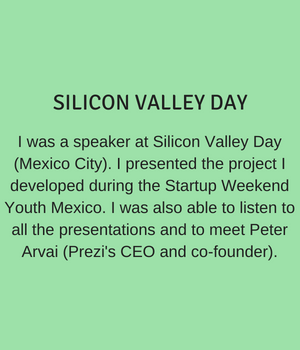 SILICON VALLEY DAY
I was a speaker at Silicon Valley Day
(Mexico City). I presented the project I
developed during the Startup Weekend
Youth Mexico. I was also able to listen to
all the presentations and to meet Peter
Arvai (Prezi's CEO and co-founder).